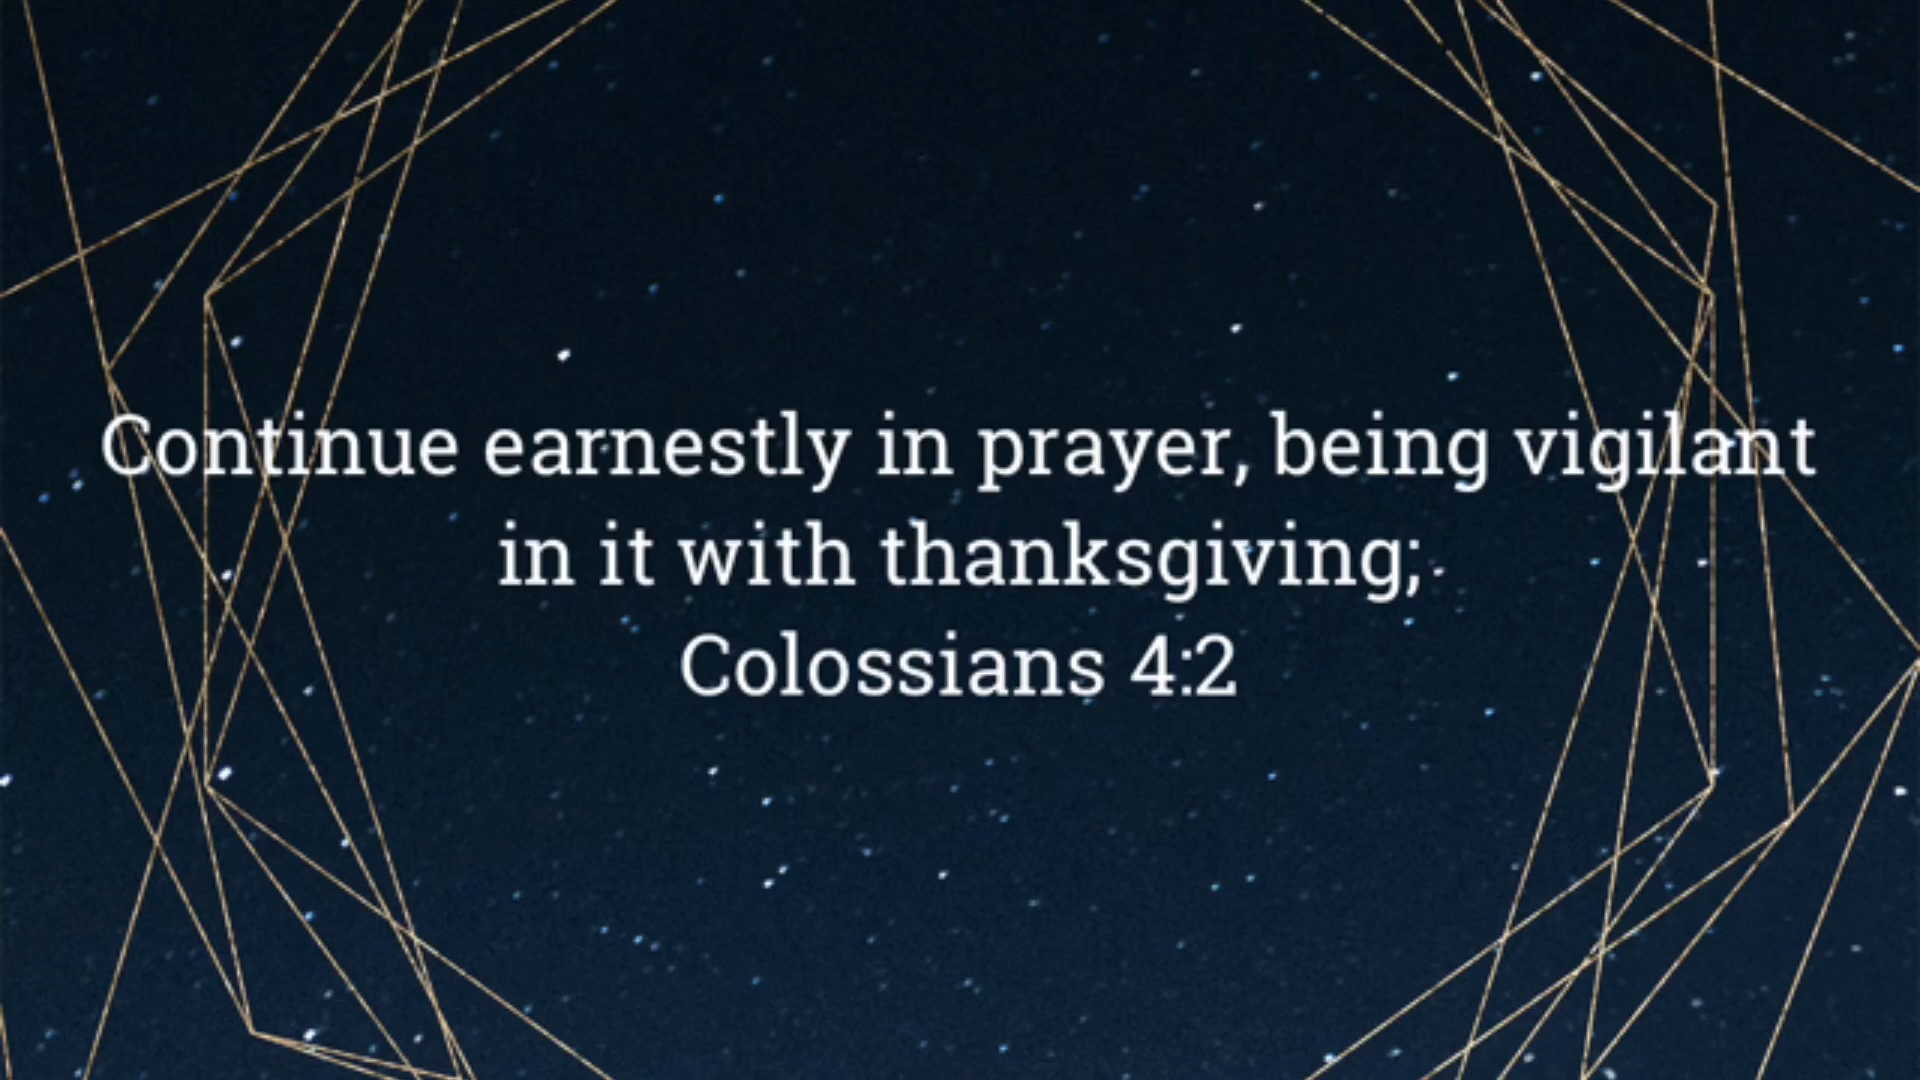 Continue earnestly in prayer, being vigilant
in it with thanksgiving;
Colossians 4:2